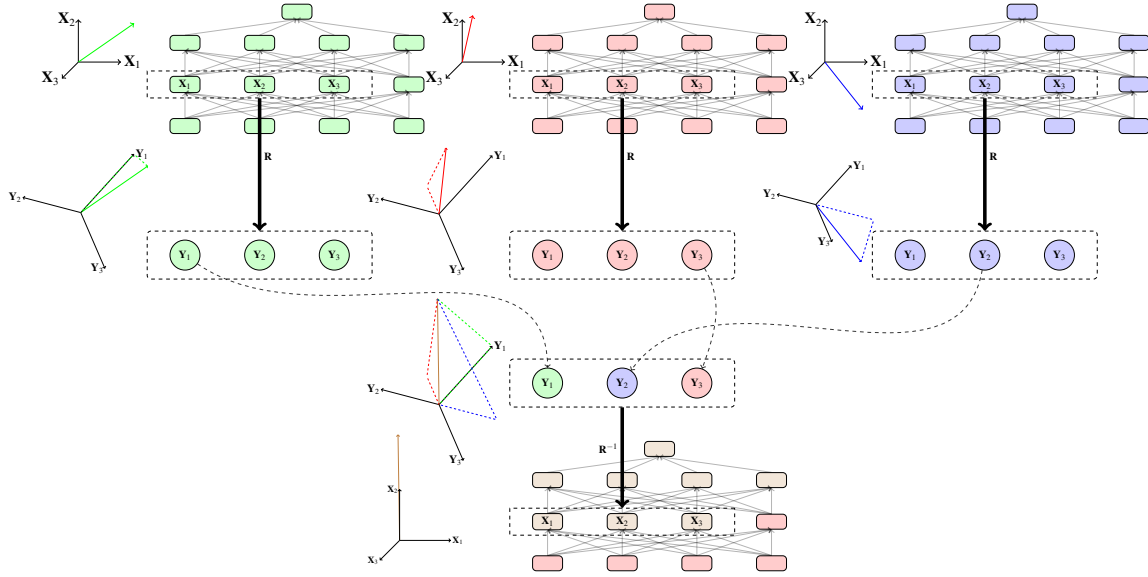 X₂
X₃ X₁
X₁ X₂ X₃
R
Y₁
Y₂
Y₃
Y₁ Y₂ Y₃
X₂
X₃ X₁
X₁ X₂ X₃
R
Y₁
Y₂
Y₃
Y₁ Y₂ Y₃
X₂
X₃ X₁
X₁ X₂ X₃
R
Y₁
Y₂
Y₃
Y₁ Y₂ Y₃
Y₁
Y₂
Y₃
Y₁ Y₂ Y₃
R⁻¹
X₂
X₁
X₃
X₁ X₂ X₃